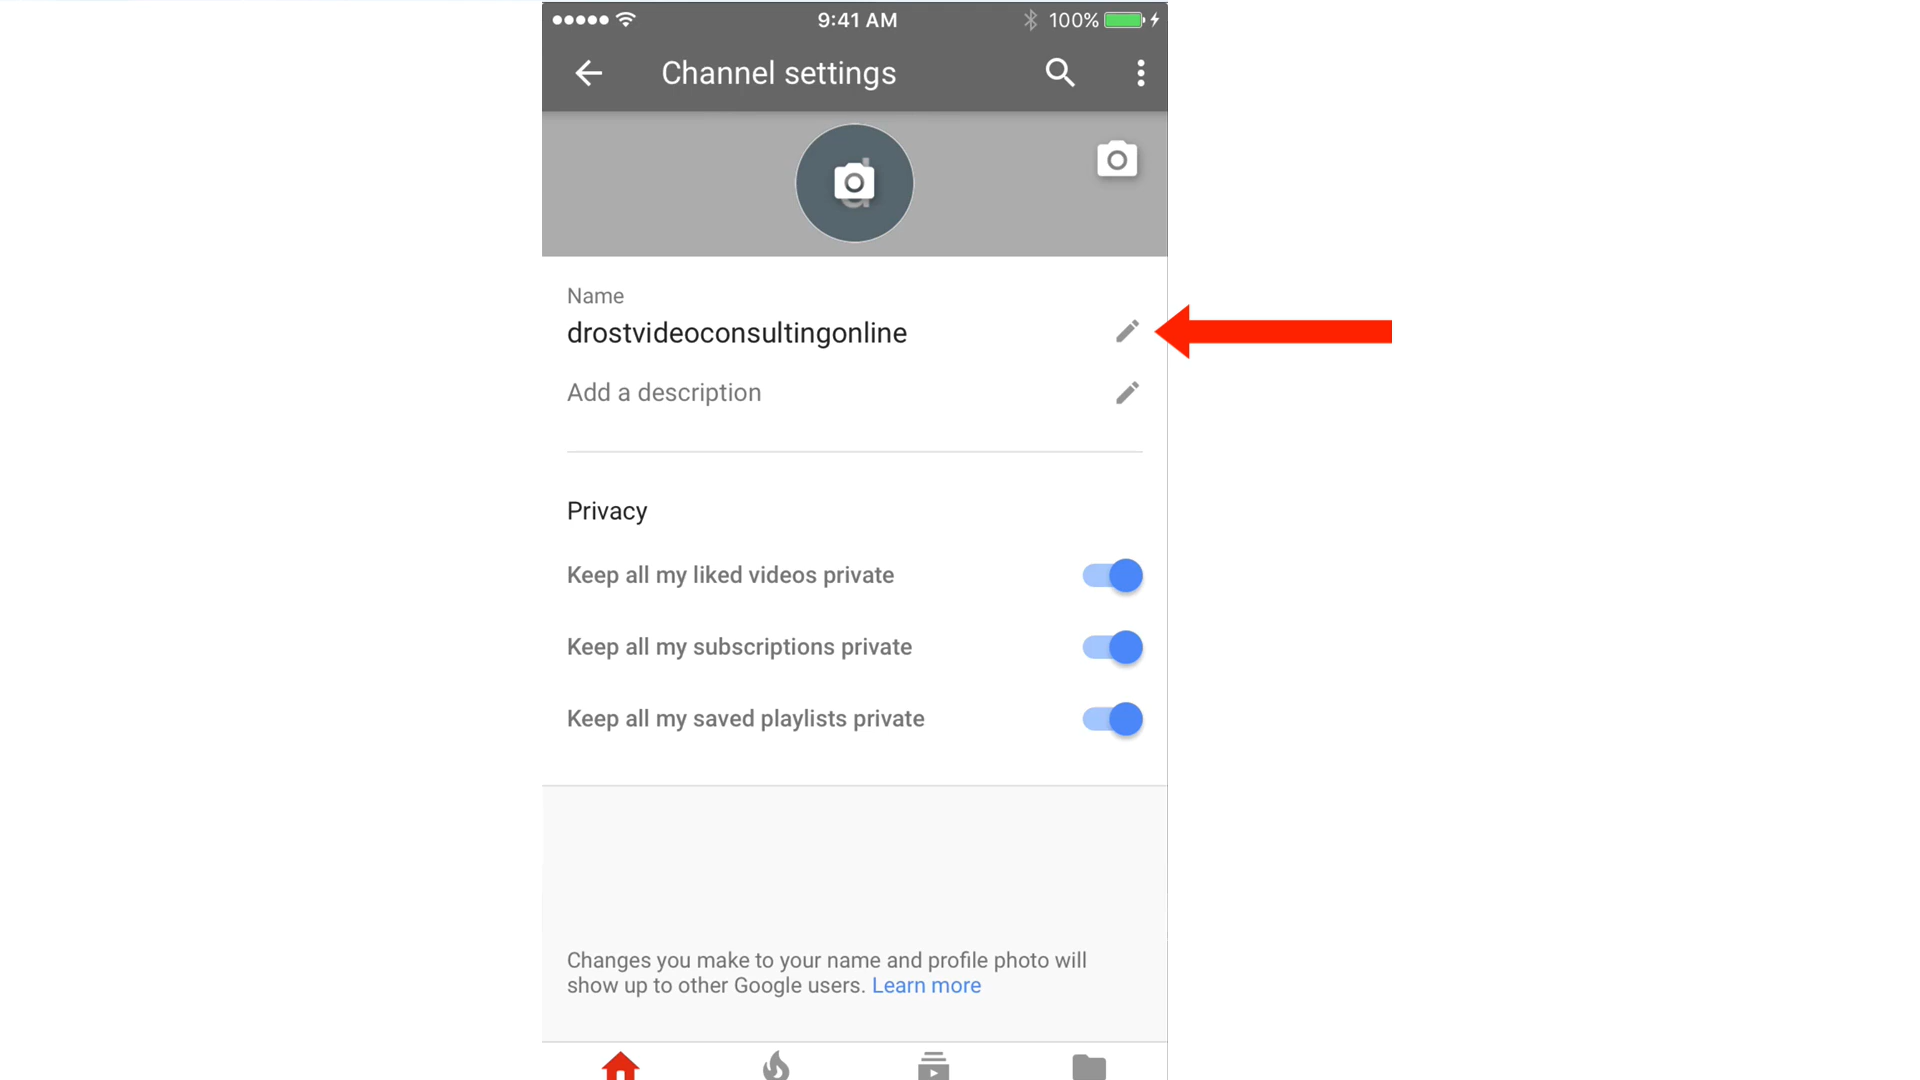 9:41 AM 100%
Channel settings
Name
drostvideoconsultingonline
Add a description
Privacy
Keep all my liked videos private
Keep all my subscriptions private
Keep all my saved playlists private
Changes you make to your name and profile photo will
show up to other Google users. Learn more